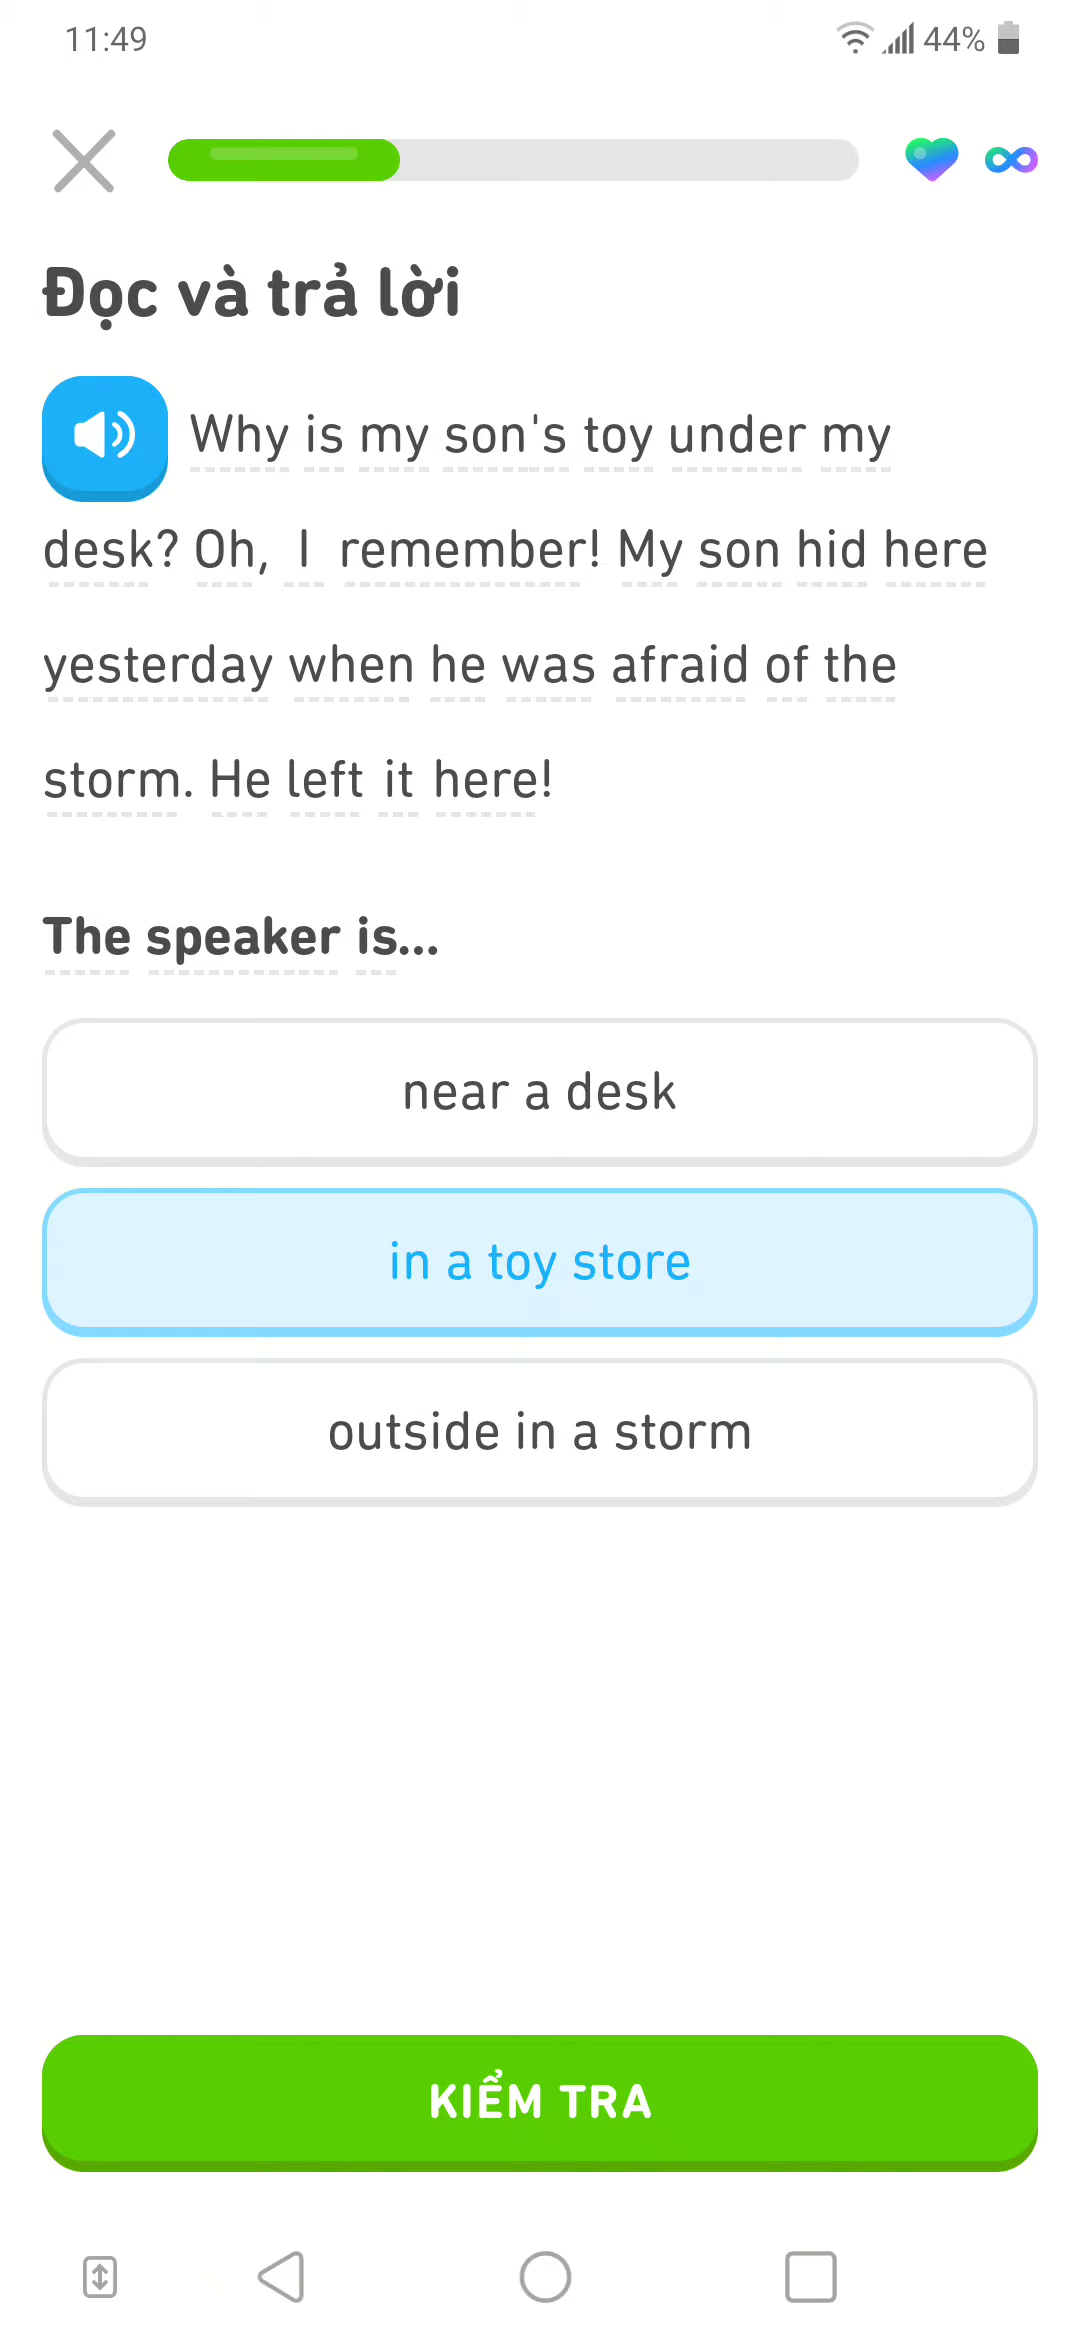 11:49
44%
Đọc và trả lời
Why is my son's toy under my
desk? Oh, I remember! My son hid here
yesterday when he was afraid of the
storm. He left it here!
The speaker is...
near a desk
in a toy store
outside in a storm
KIỂM TRA